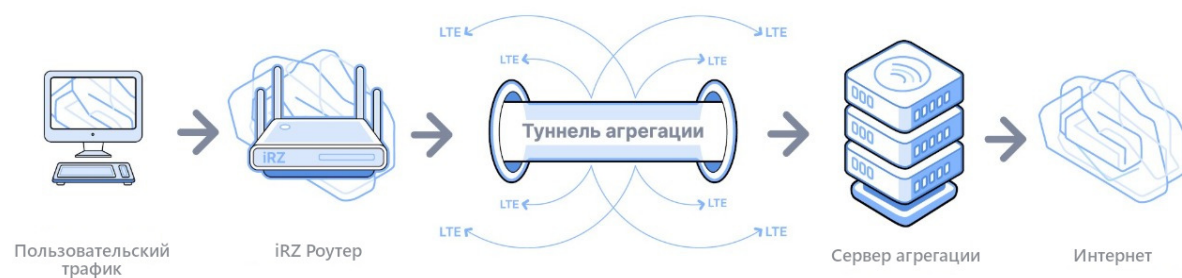 LTE
LTE
LTE
LTE
iRZ
Туннель агрегации
LTE
LTE
LTE
LTE
Пользовательский
трафик
iRZ Роутер
Сервер агрегации
Интернет